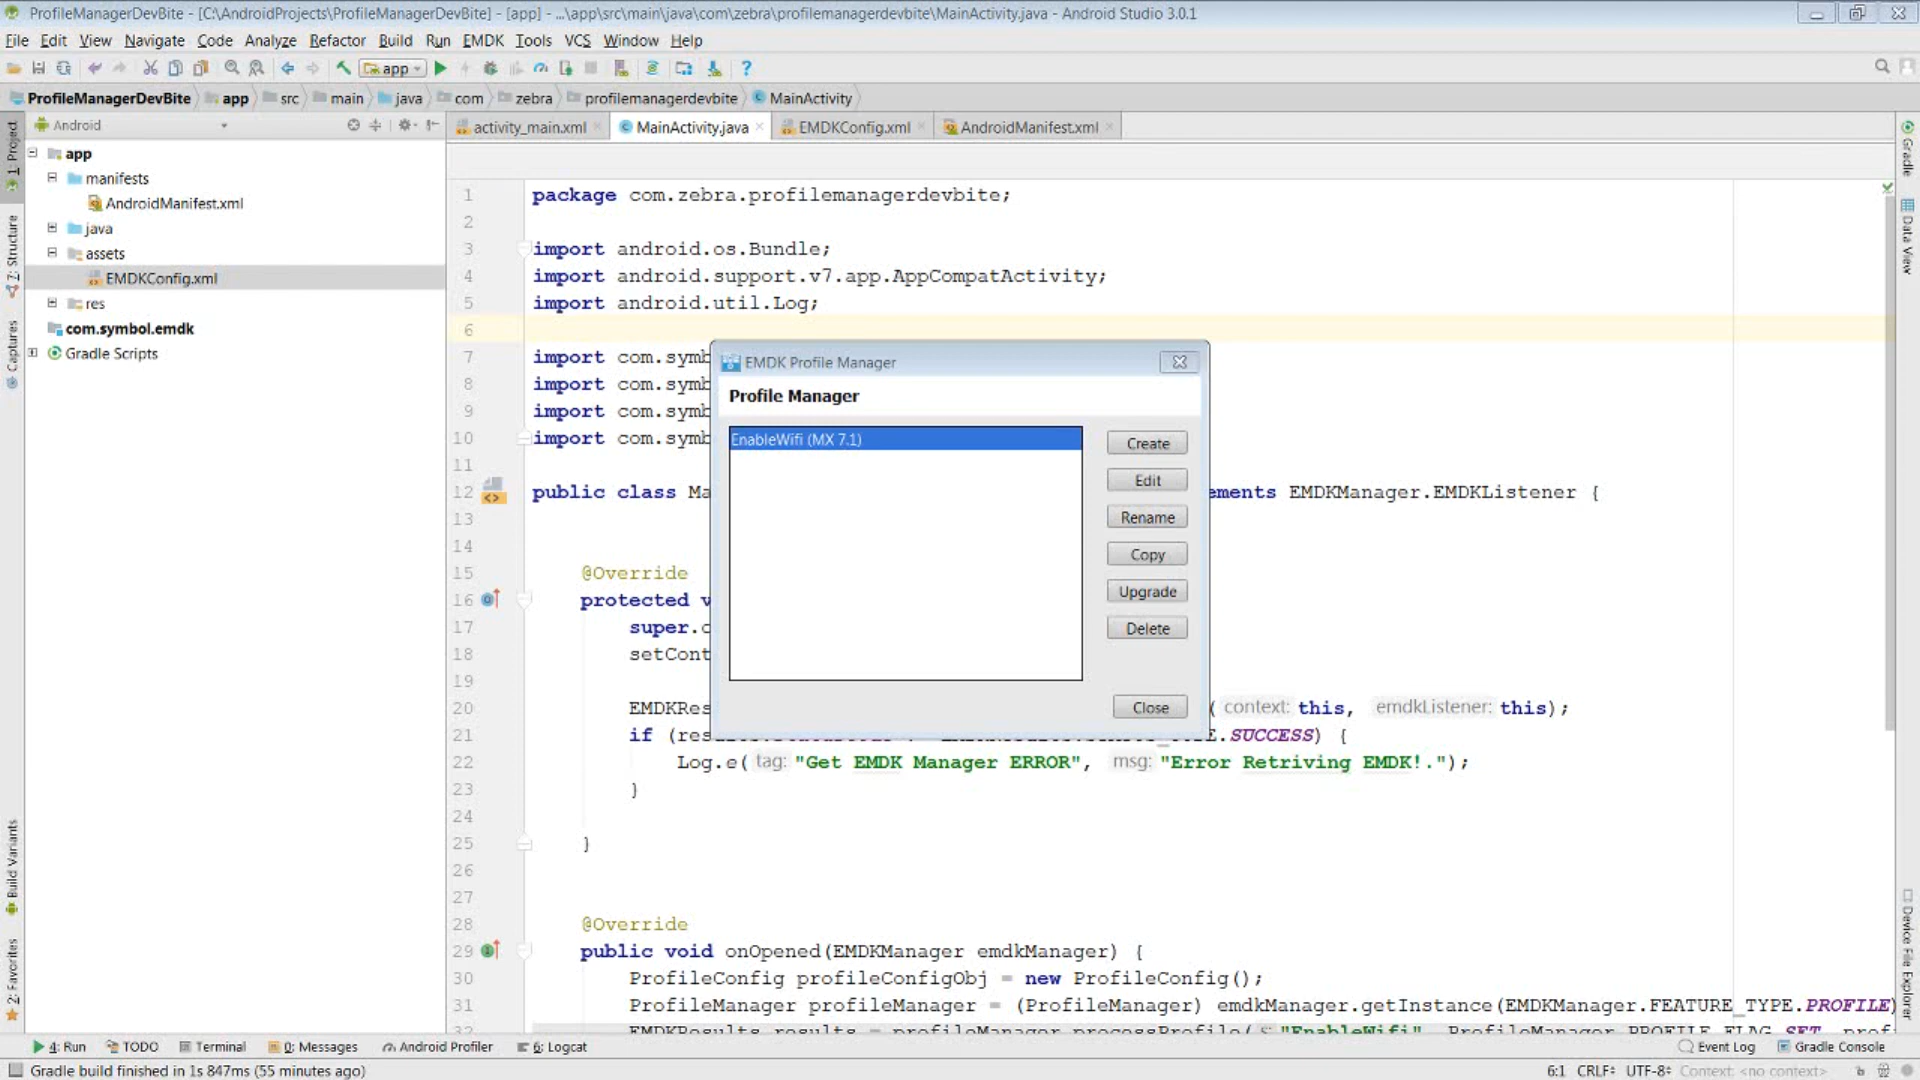 ProfileManagerDevBite - [C:\AndroidProjects\ProfileManagerDevBite] - [app] - ...\app\src\main\java\com\zebra\profilemanagerdevbite\MainActivity.java - Android Studio 3.0.1
File Edit View Navigate Code Analyze Refactor Build Run EMDK Tools VCS Window Help
app
ProfileManagerDevBite app src main java com zebra profilemanagerdevbite MainActivity
Android
activity_main.xml MainActivity.java EMDKConfig.xml AndroidManifest.xml
1: Project
Z: Structure
Captures
Build Variants
2: Favorites
app
manifests
AndroidManifest.xml
java
assets
EMDKConfig.xml
res
com.symbol.emdk
Gradle Scripts
1 package com.zebra.profilemanagerdevbite;
2
3 import android.os.Bundle;
4 import android.support.v7.app.AppCompatActivity;
5 import android.util.Log;
6
7 import com.symb
8 import com.symb
9 import com.symb
10 import com.symb
11
12 public class Ma ements EMDKManager.EMDKListener {
13
14
15 @Override
16 protected v
17 super.c
18 setCont
19
20 EMDKRes (context: this, emdkListener: this);
21 if (res .SUCCESS) {
22 Log.e( tag: "Get EMDK Manager ERROR", msg: "Error Retriving EMDK!.");
23 }
24
25 }
26
27
28 @Override
29 public void onOpened(EMDKManager emdkManager) {
30 ProfileConfig profileConfigObj = new ProfileConfig();
31 ProfileManager profileManager = (ProfileManager) emdkManager.getInstance(EMDKManager.FEATURE_TYPE.PROFILE)
32 EMDKResults results = profileManager.processProfile( s: "EnableWifi", ProfileManager.PROFILE_FLAG.SET, prof
EMDK Profile Manager
Profile Manager
EnableWifi (MX 7.1)
Create
Edit
Rename
Copy
Upgrade
Delete
Close
Gradle
Data View
Device File Explorer
4: Run TODO Terminal 0: Messages Android Profiler 6: Logcat Event Log Gradle Console
Gradle build finished in 1s 847ms (55 minutes ago) 6:1 CRLF÷ UTF-8÷ Context: <no context>